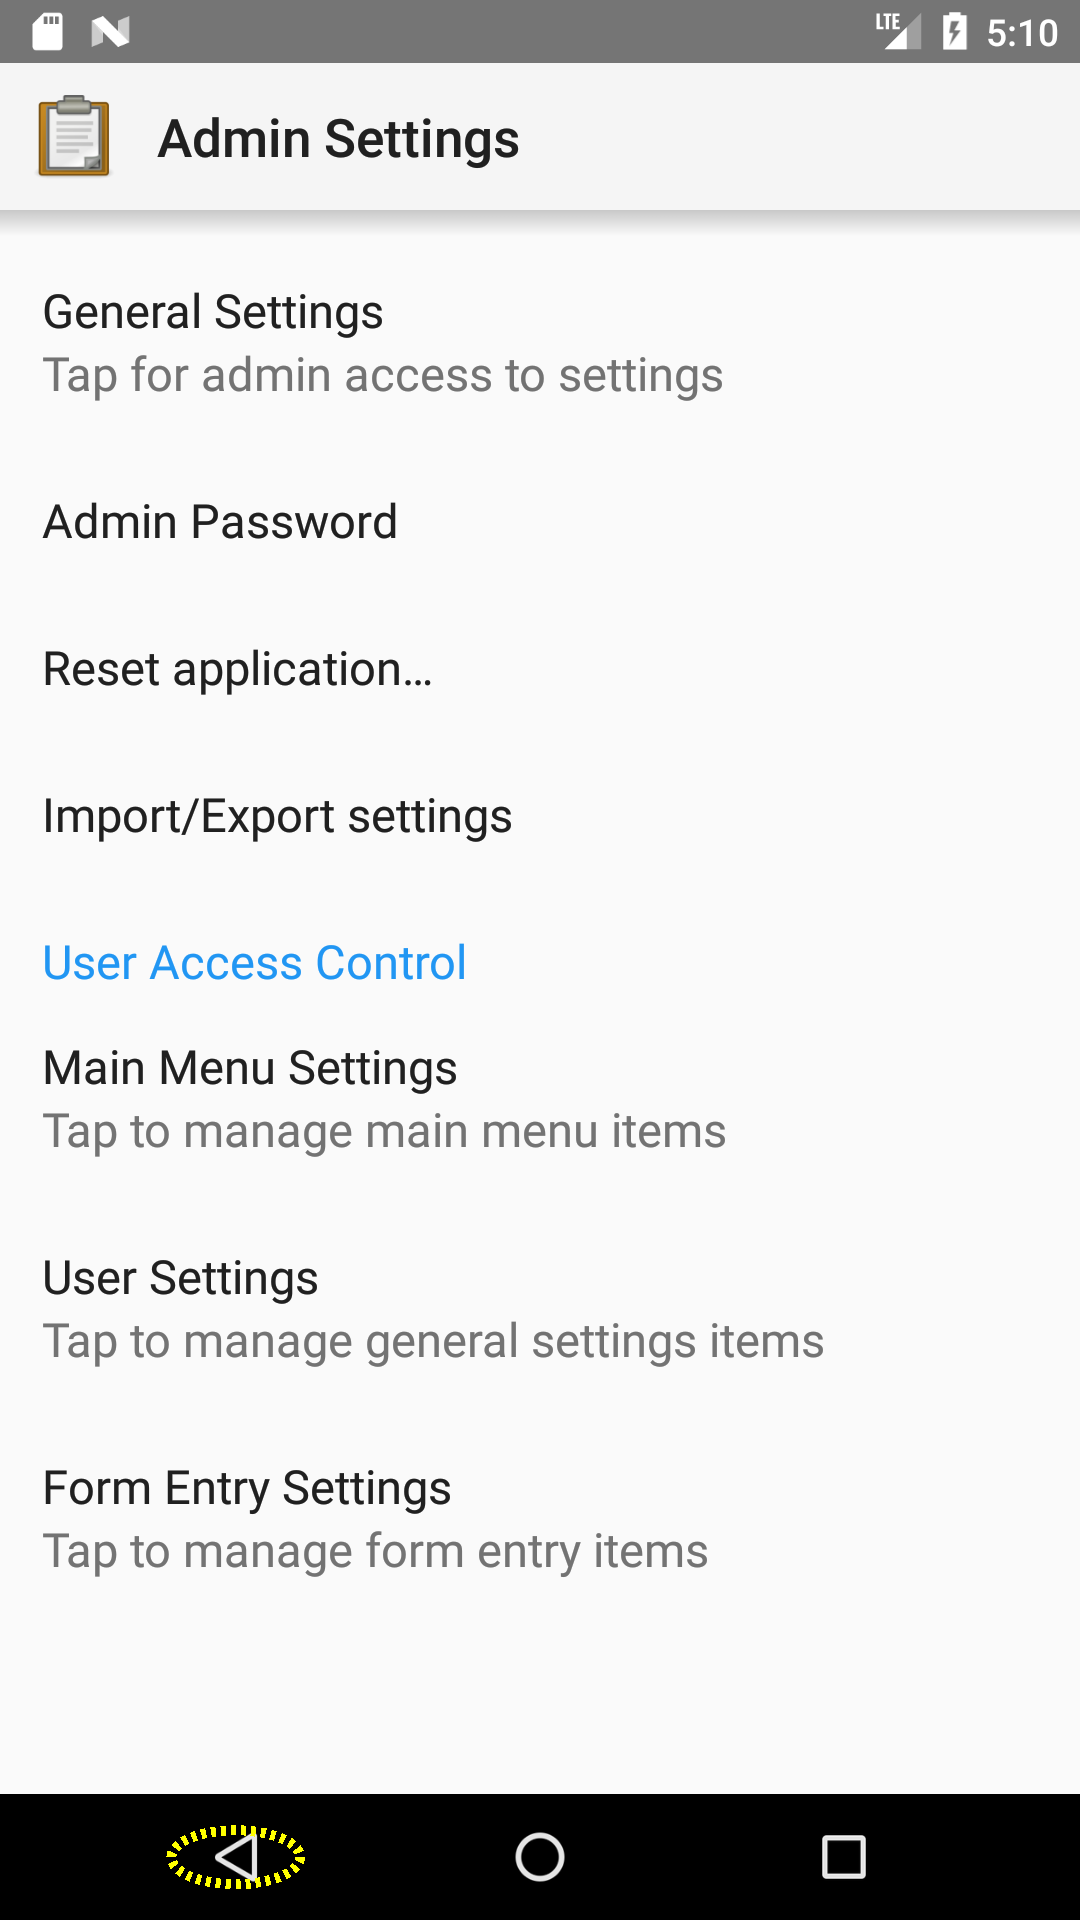 LTE 5:10
Admin Settings
General Settings
Tap for admin access to settings
Admin Password
Reset application...
Import/Export settings
User Access Control
Main Menu Settings
Tap to manage main menu items
User Settings
Tap to manage general settings items
Form Entry Settings
Tap to manage form entry items